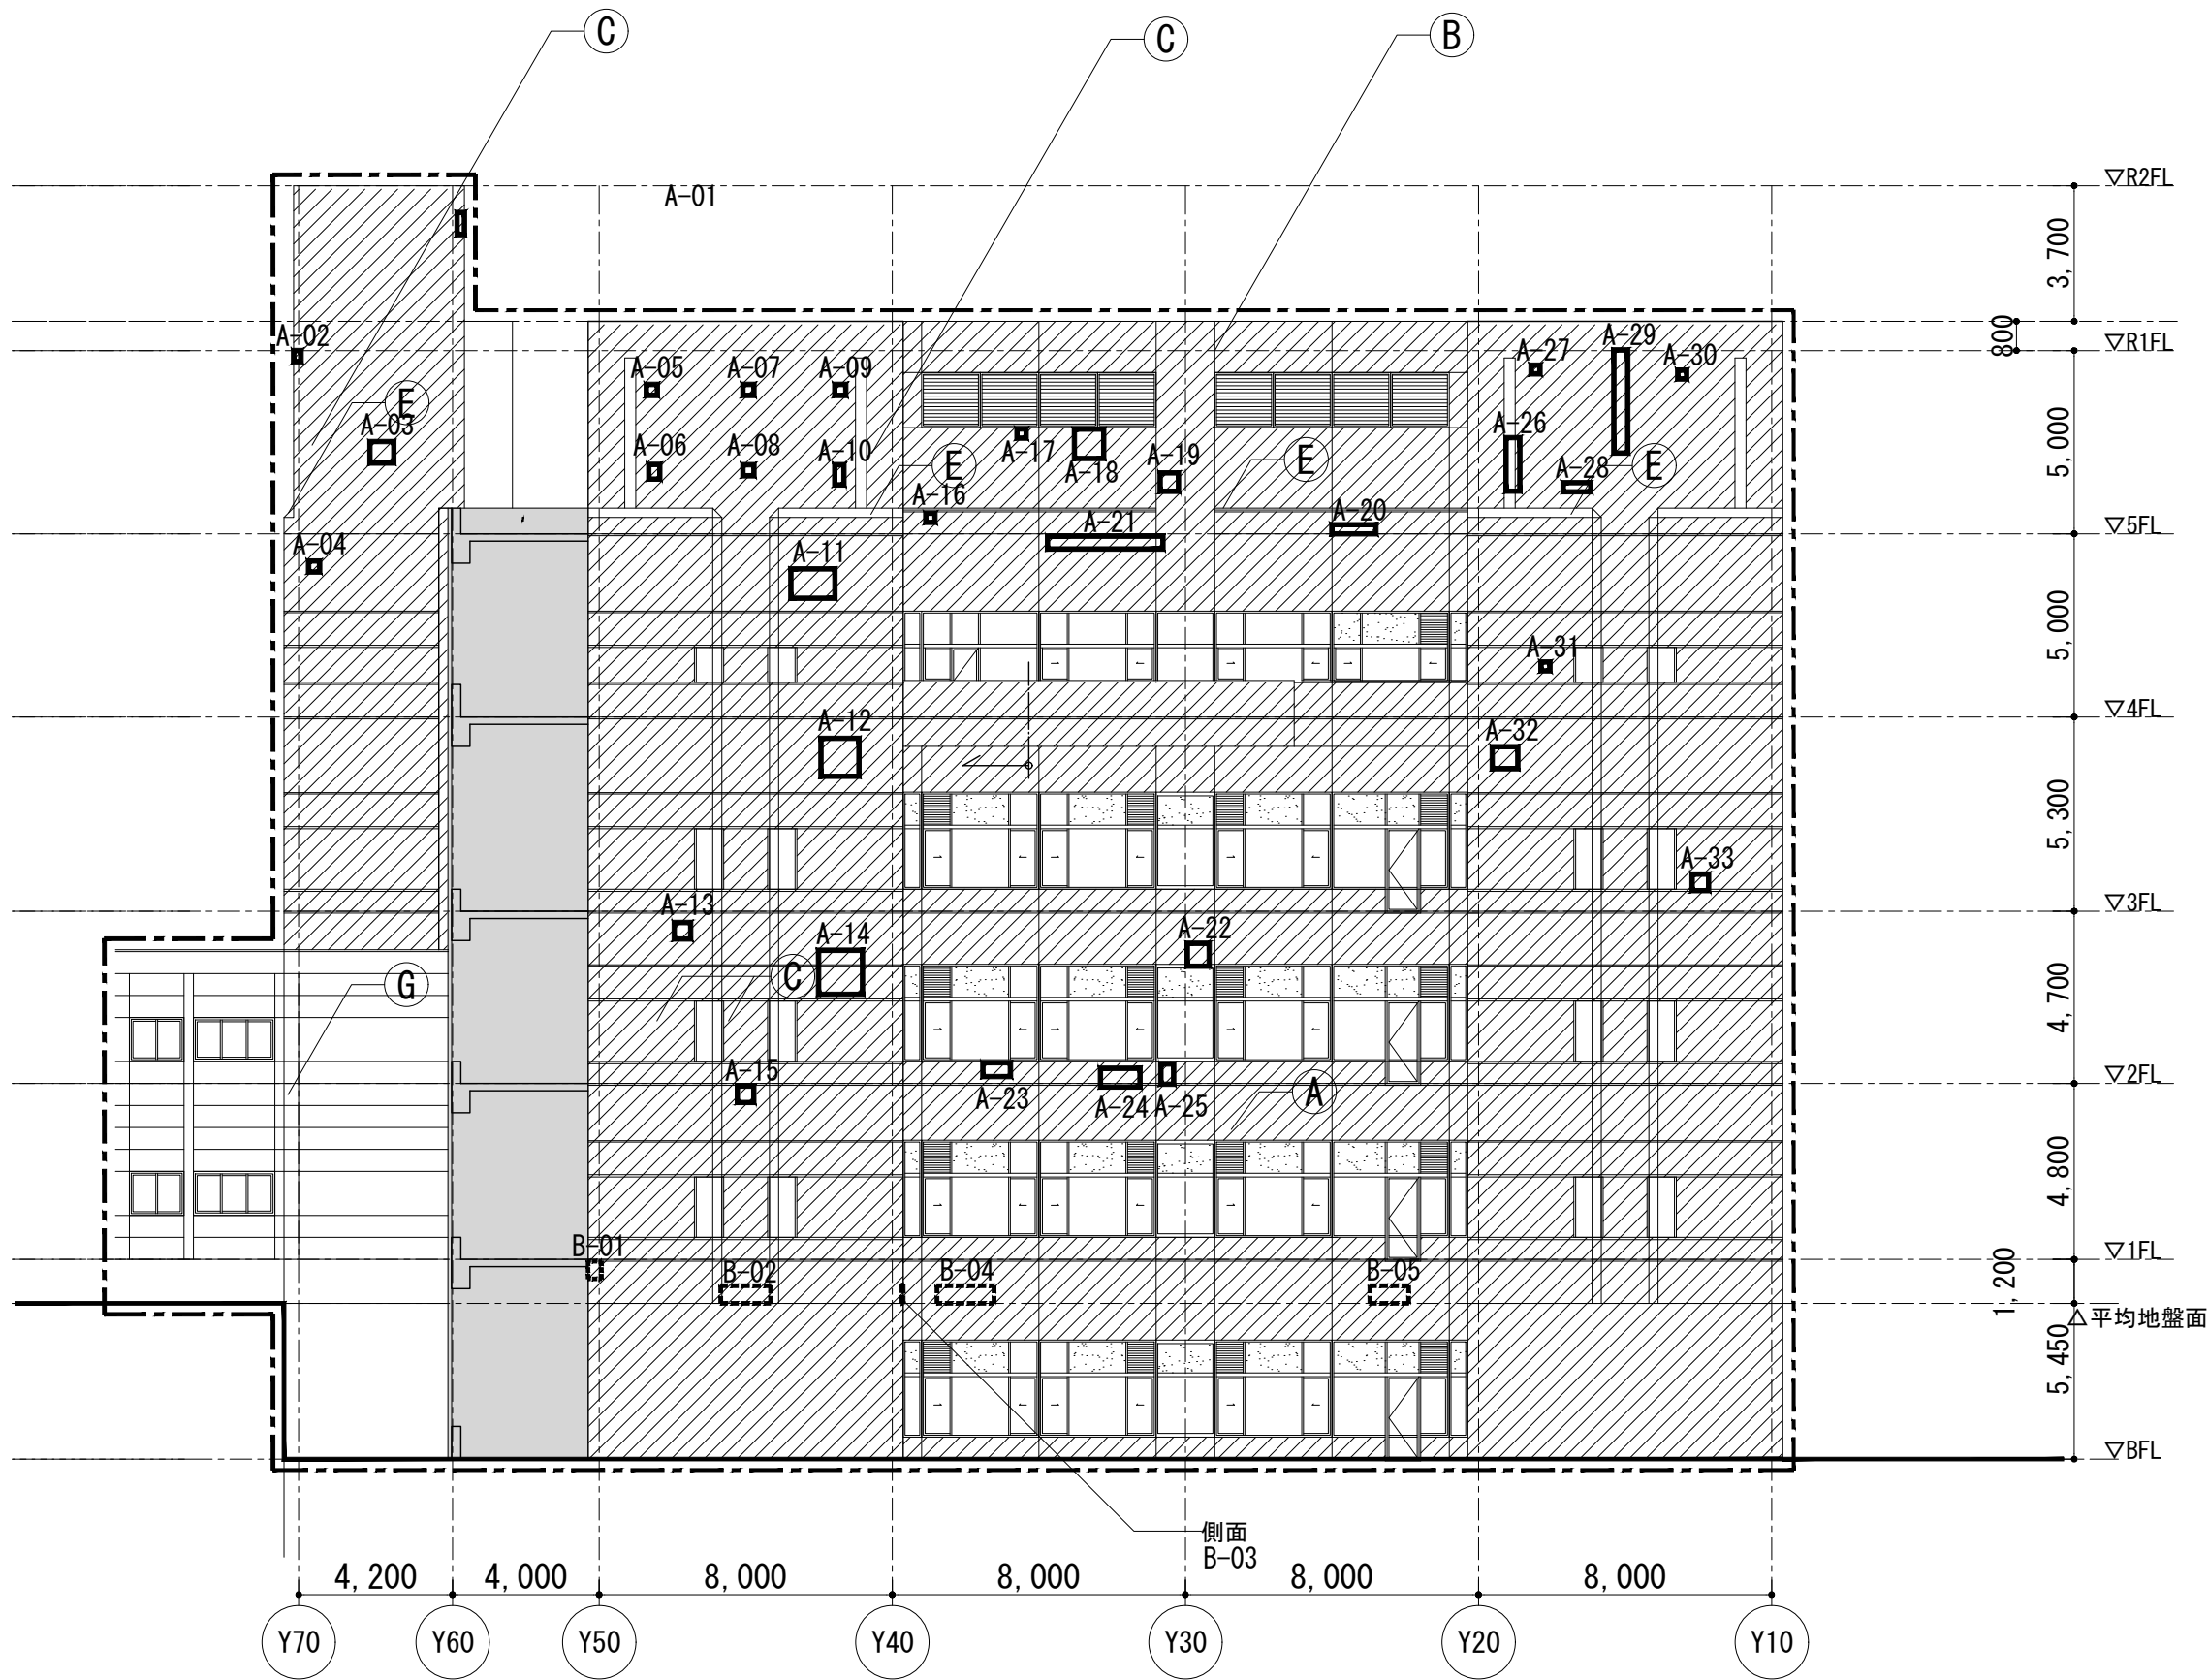 C
C
B
▽R2FL
A-01
3,700
A-02
800
▽R1FL
A-05
A-07
A-09
A-27
A-29
A-30
E
A-03
A-06
A-08
A-10
E
A-17
A-18
A-19
E
A-26
A-28
E
5,000
A-16
A-20
A-21
▽5FL
A-04
A-11
5,000
A-31
▽4FL
A-12
A-32
5,300
A-33
▽3FL
A-13
A-14
A-22
G
C
4,700
A-15
A-23
A-24
A-25
A
▽2FL
4,800
B-01
B-02
B-04
B-05
▽1FL
1,200
△平均地盤面
5,450
▽BFL
側面
B-03
4,200
4,000
8,000
8,000
8,000
8,000
Y70
Y60
Y50
Y40
Y30
Y20
Y10